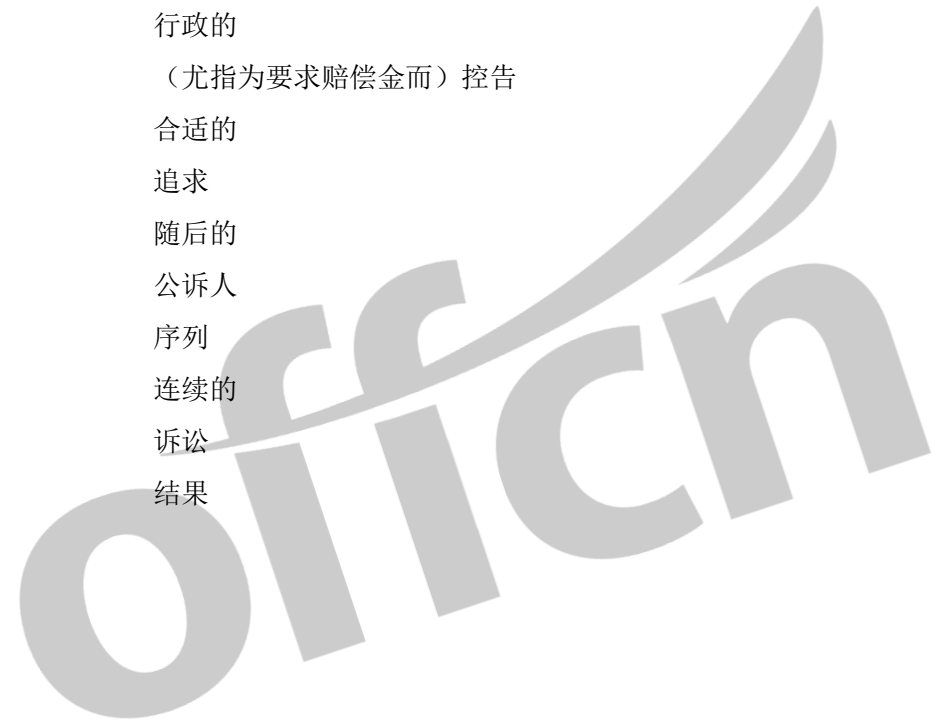 行政的
（尤指为要求赔偿金而）控告
合适的
追求
随后的
公诉人
序列
连续的
诉讼
结果
offcn